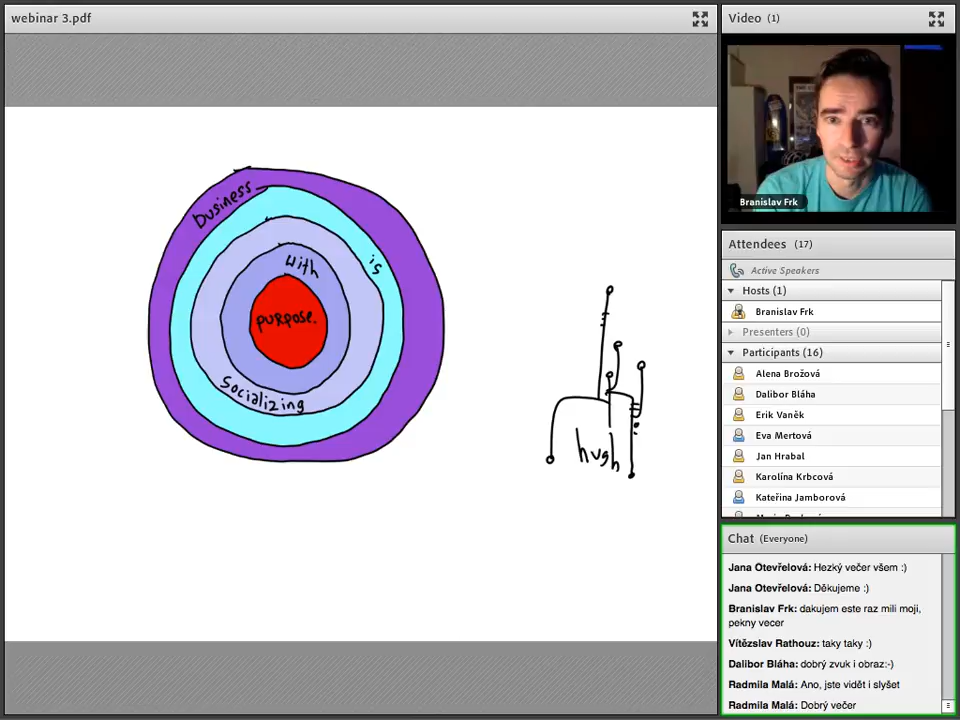 webinar 3.pdf
business
is
with
purpose.
socializing
hugh
Video (1)
Branislav Frk
Attendees (17)
Active Speakers
Hosts (1)
Branislav Frk
Presenters (0)
Participants (16)
Alena Brožová
Dalibor Bláha
Erik Vaněk
Eva Mertová
Jan Hrabal
Karolína Krbcová
Kateřina Jamborová
Chat (Everyone)
Jana Otevřelová: Hezký večer všem :)
Jana Otevřelová: Děkujeme :)
Branislav Frk: dakujem este raz mili moji,
pekny vecer
Vítězslav Rathouz: taky taky :)
Dalibor Bláha: dobrý zvuk i obraz:-)
Radmila Malá: Ano, jste vidět i slyšet
Radmila Malá: Dobrý večer